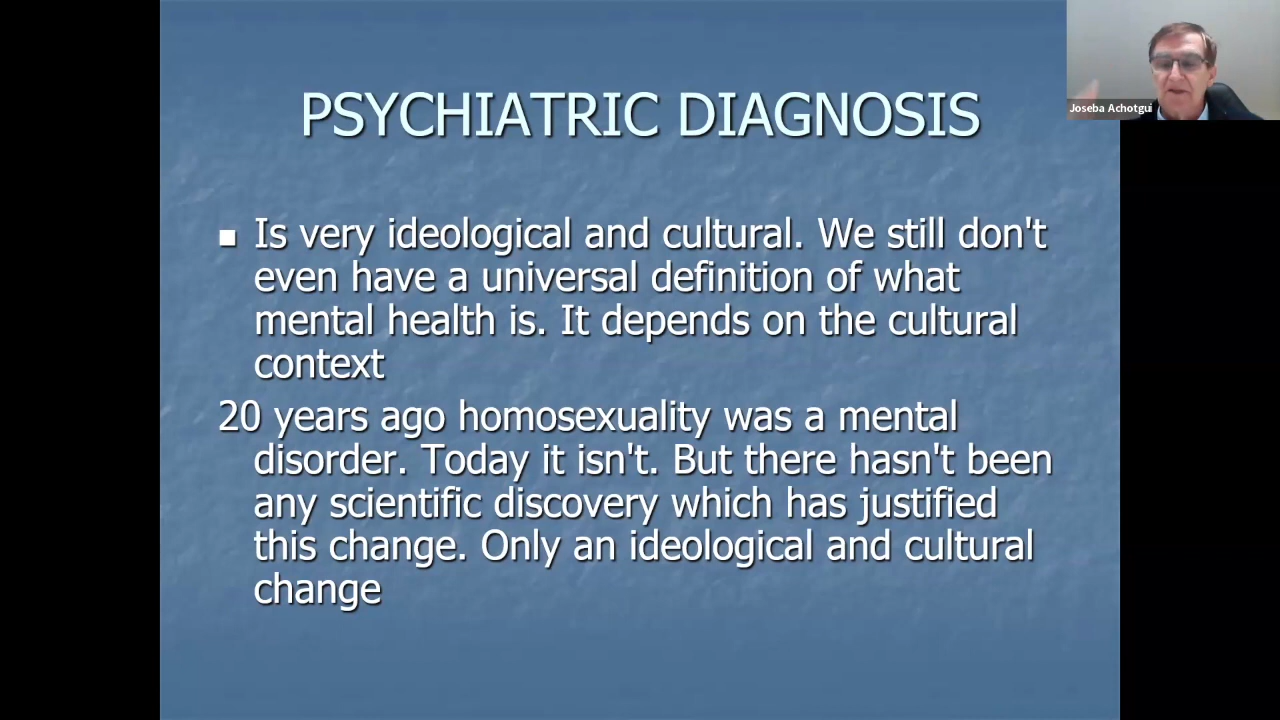 PSYCHIATRIC DIAGNOSIS
Joseba Achotgui
Is very ideological and cultural. We still don't
even have a universal definition of what
mental health is. It depends on the cultural
context
20 years ago homosexuality was a mental
disorder. Today it isn't. But there hasn't been
any scientific discovery which has justified
this change. Only an ideological and cultural
change